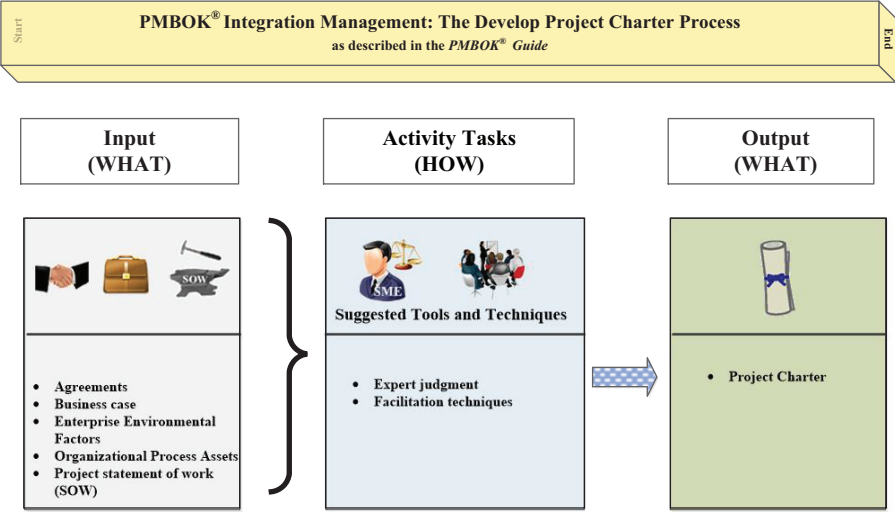 Start
PMBOK® Integration Management: The Develop Project Charter Process
as described in the PMBOK® Guide
End
Input
(WHAT)
Activity Tasks
(HOW)
Output
(WHAT)
SOW
SME
Suggested Tools and Techniques
• Agreements
• Business case
• Enterprise Environmental
Factors
• Organizational Process Assets
• Project statement of work
(SOW)
• Expert judgment
• Facilitation techniques
• Project Charter